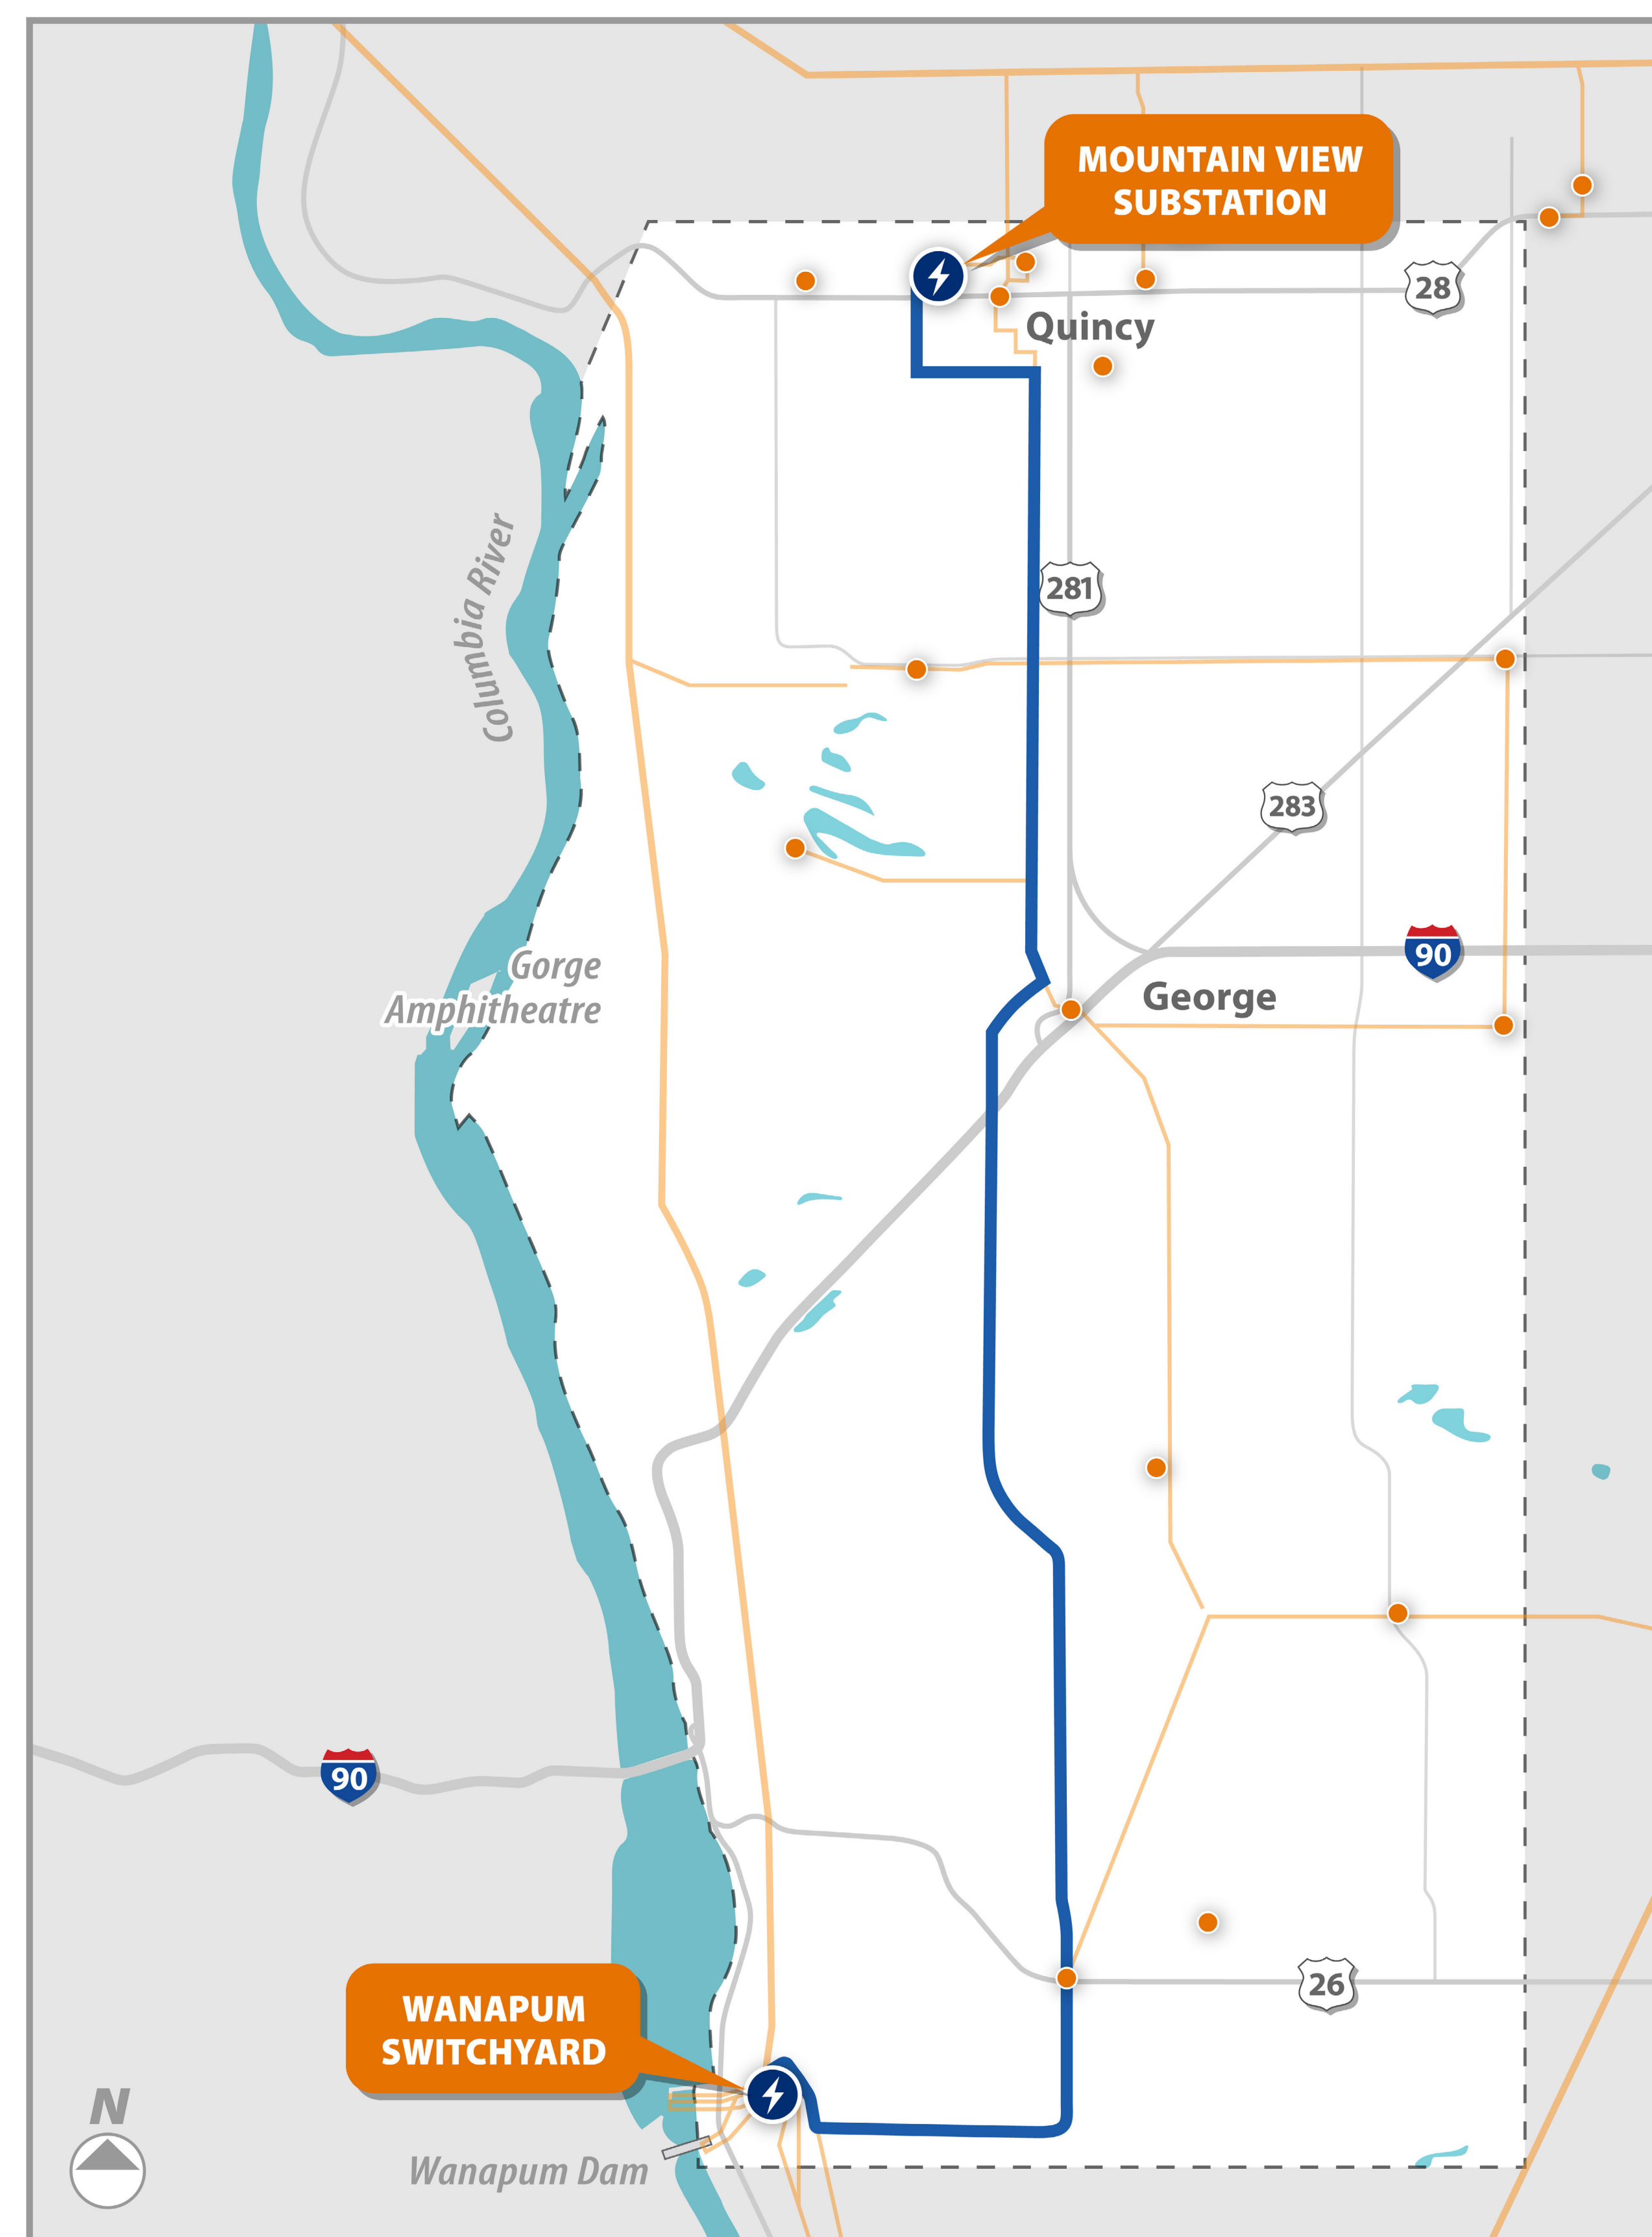 MOUNTAIN VIEW
SUBSTATION
28
Quincy
281
Columbia River
283
90
Gorge
Amphitheatre
George
90
26
WANAPUM
SWITCHYARD
N
Wanapum Dam